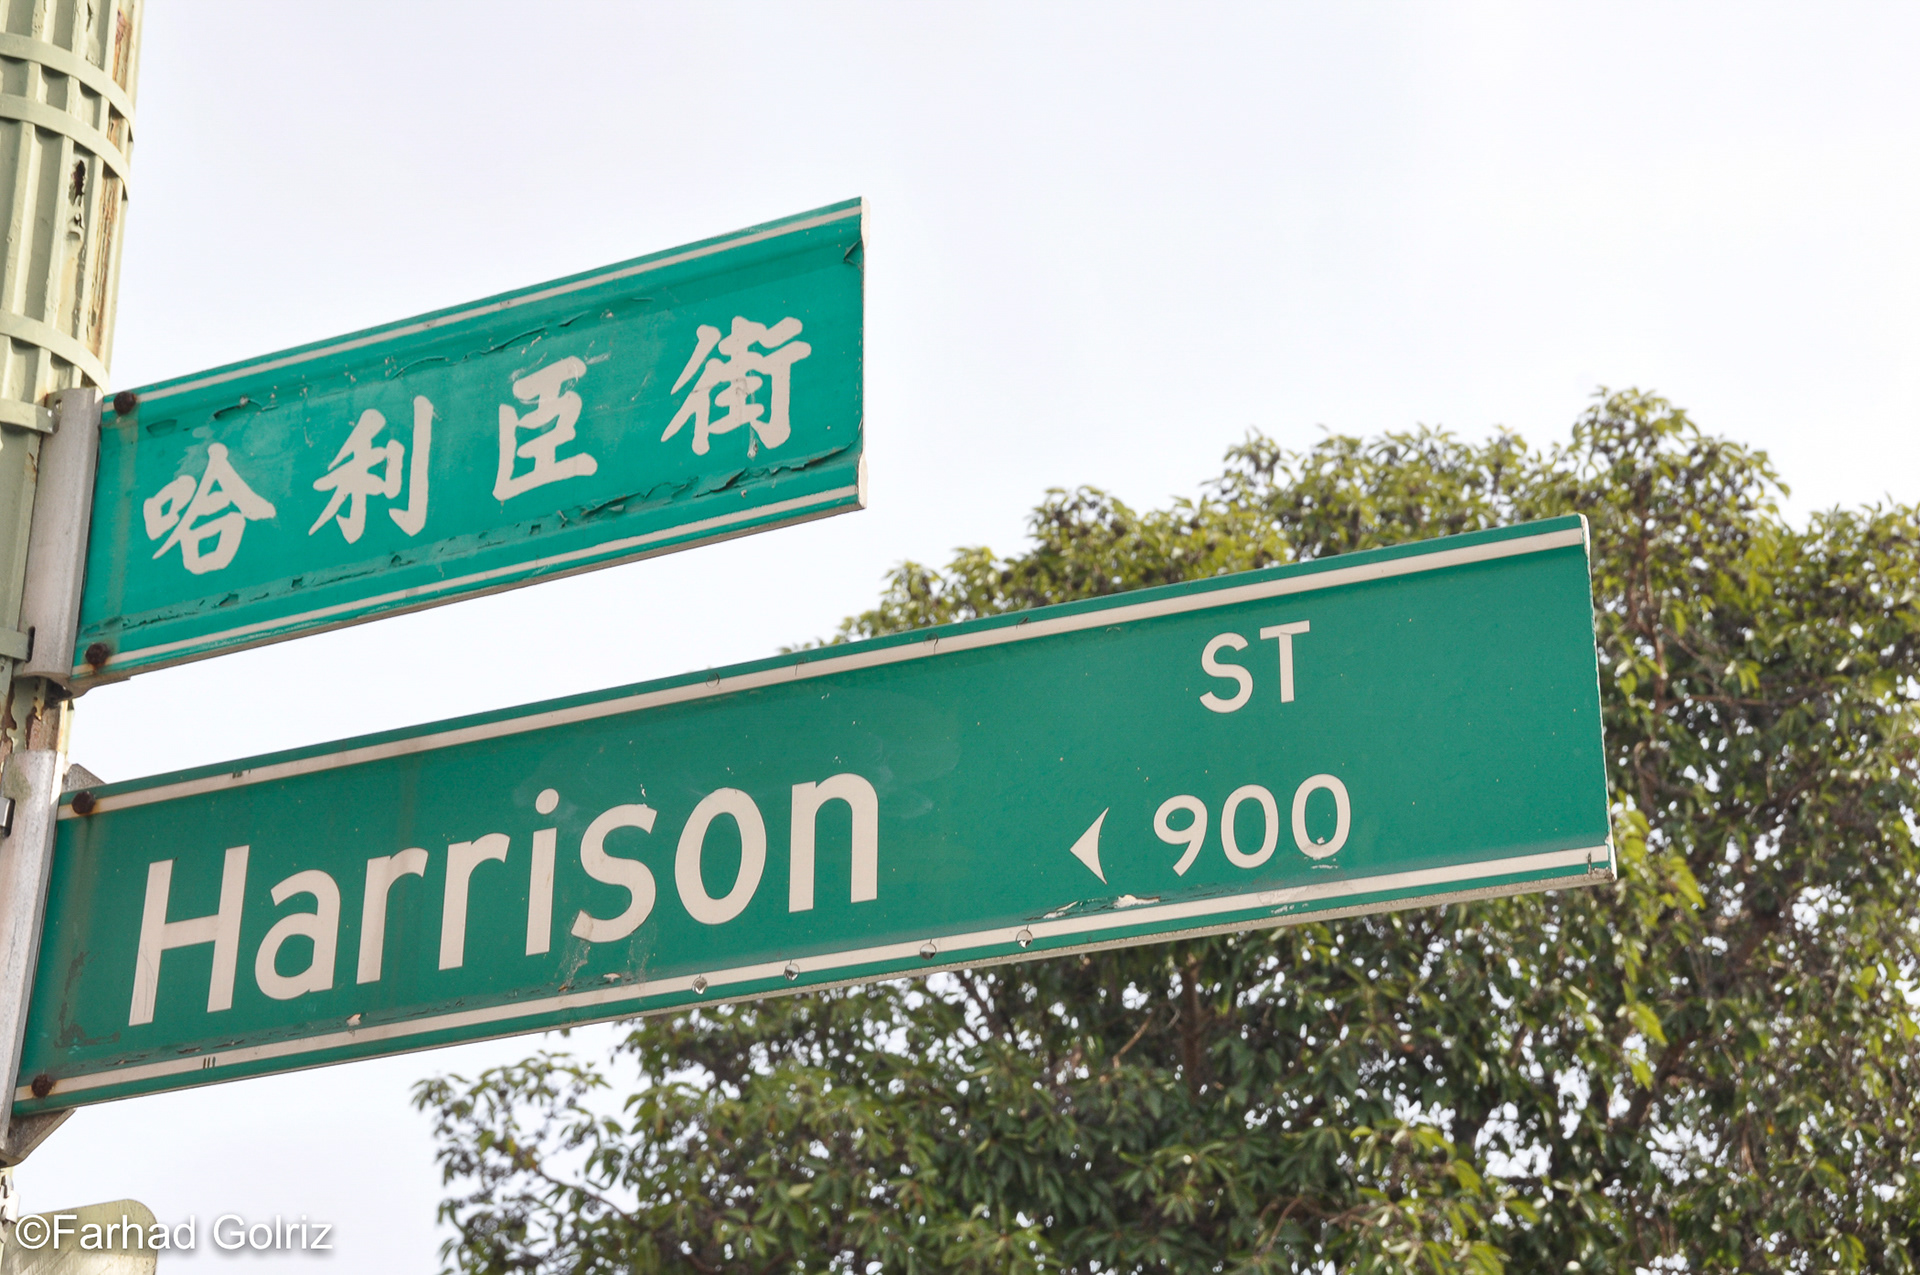 哈利臣街
Harrison ST
◀ 900
©Farhad Golriz